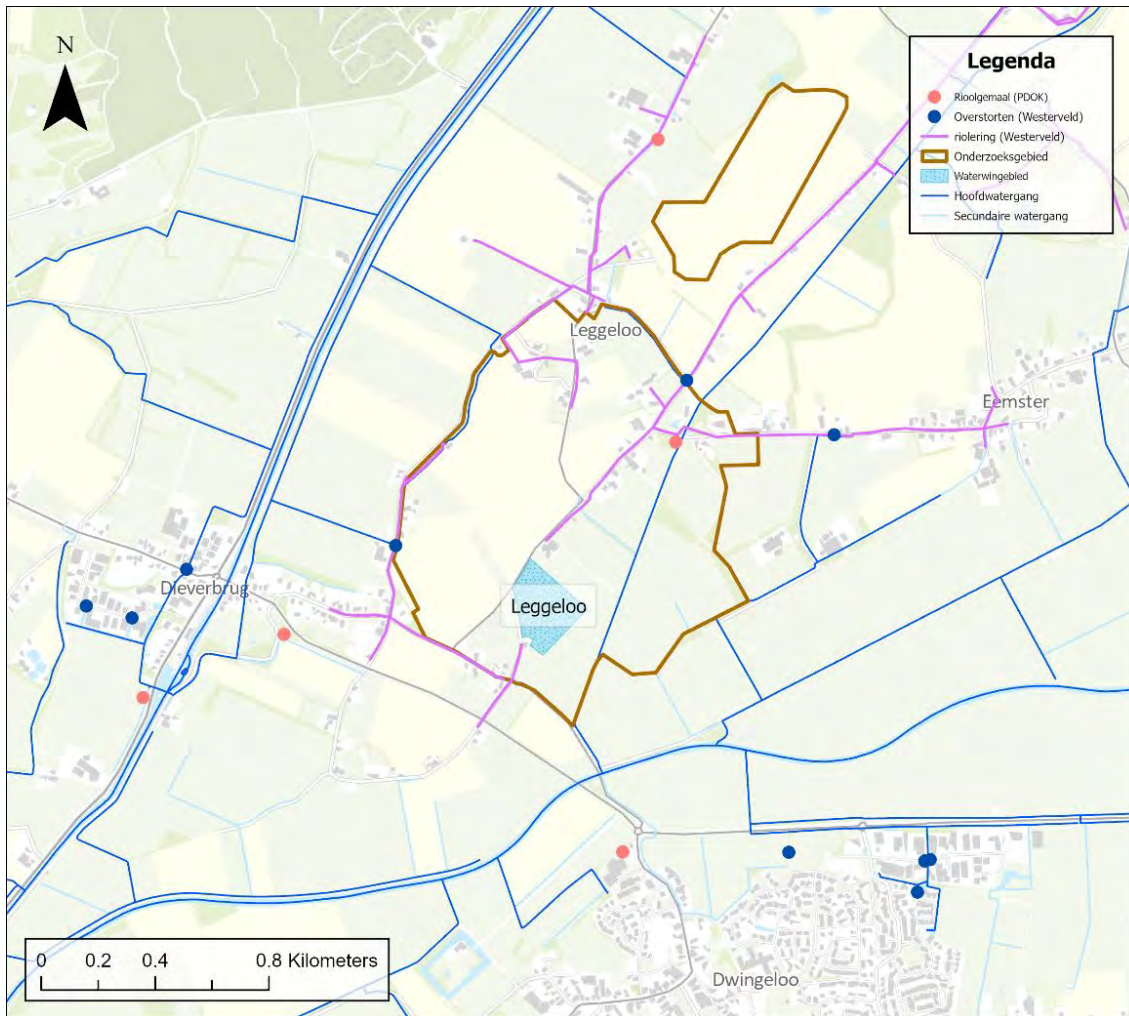 N
Legenda
Rioolgemaal (PDOK)
Overstorten (Westerveld)
riolering (Westerveld)
Onderzoeksgebied
Waterwingebied
Hoofdwatergang
Secundaire watergang
Leggeloo
Eemster
Dieverbrug
Leggeloo
0 0.2 0.4 0.8 Kilometers
Dwingeloo